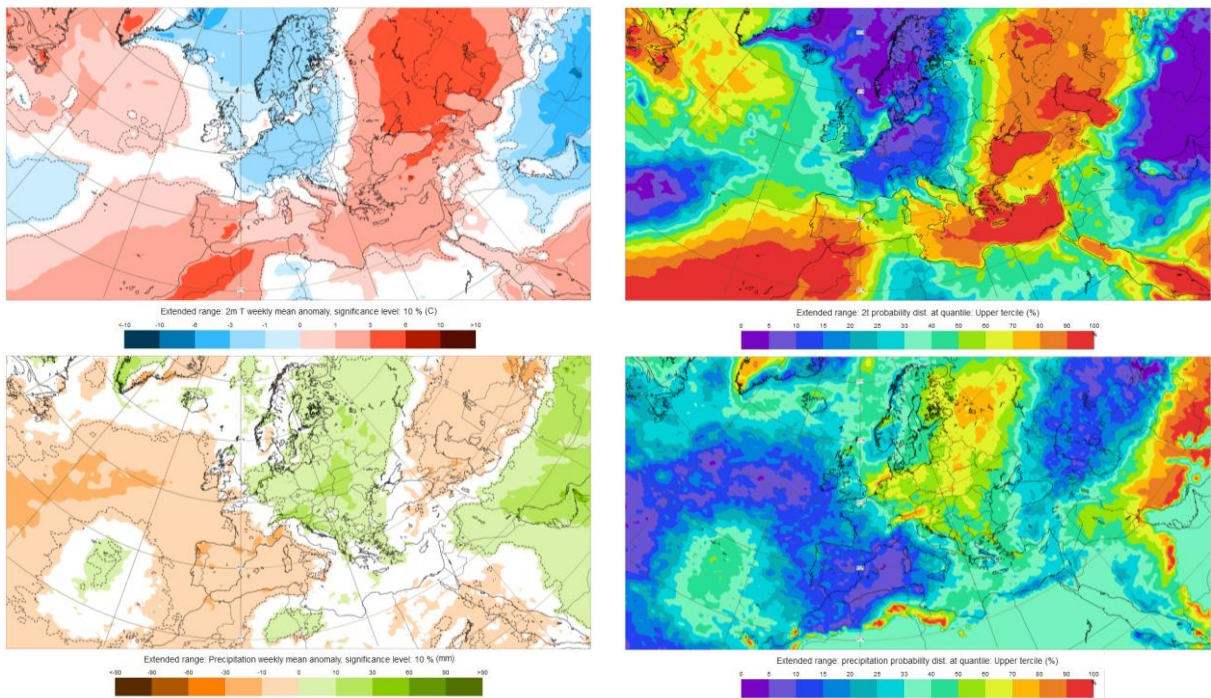 Extended range: 2m T weekly mean anomaly, significance level: 10 % (C)
<-10 -10 -6 -3 -1 0 1 3 6 10 >10
Extended range: 2t probability dist. at quantile: Upper tercile (%)
0 5 10 20 25 30 40 50 60 70 80 90 100
%
Extended range: Precipitation weekly mean anomaly, significance level: 10 % (mm)
<-90 -90 -60 -30 -10 0 10 30 60 90 >90
Extended range: precipitation probability dist. at quantile: Upper tercile (%)
0 5 10 20 25 30 40 50 60 70 80 90 100
%